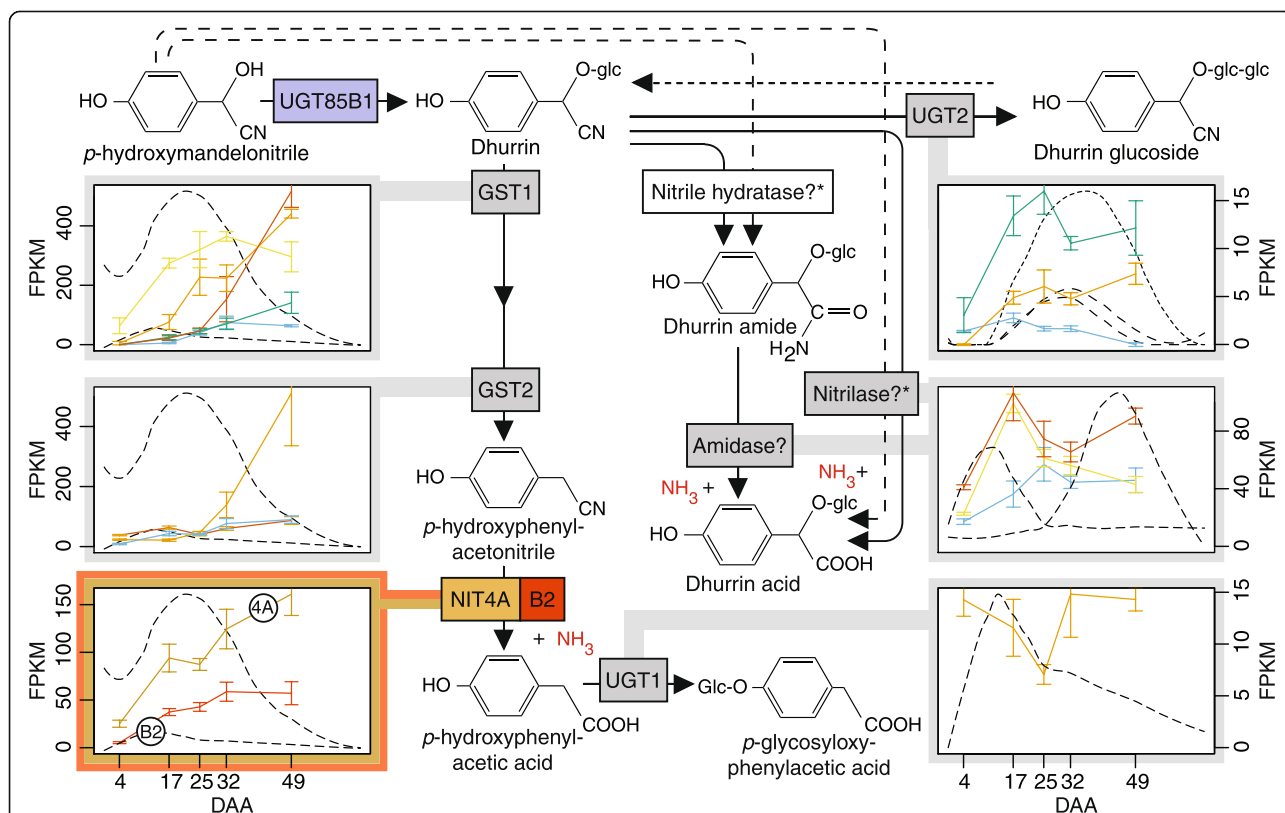 OH
HO
CN
p-hydroxymandelonitrile
UGT85B1
O-glc
HO
CN
Dhurrin
UGT2
O-glc-glc
HO
CN
Dhurrin glucoside
GST1
Nitrile hydratase?*
FPKM
400
200
0
O-glc
HO
O
H2N
Dhurrin amide
15
10
5
0
FPKM
GST2
Nitrilase?*
Amidase?
FPKM
400
200
0
HO
CN
p-hydroxyphenyl-
acetonitrile
NH3 +
NH3+
O-glc
HO
COOH
Dhurrin acid
80
40
0
FPKM
NIT4A
B2
+ NH3
FPKM
150
100
50
0
4A
B2
4
17
25
32
49
DAA
HO
COOH
p-hydroxyphenyl-
acetic acid
UGT1
Glc-O
COOH
p-glycosyloxy-
phenylacetic acid
15
10
5
0
FPKM
4
17
25
32
49
DAA